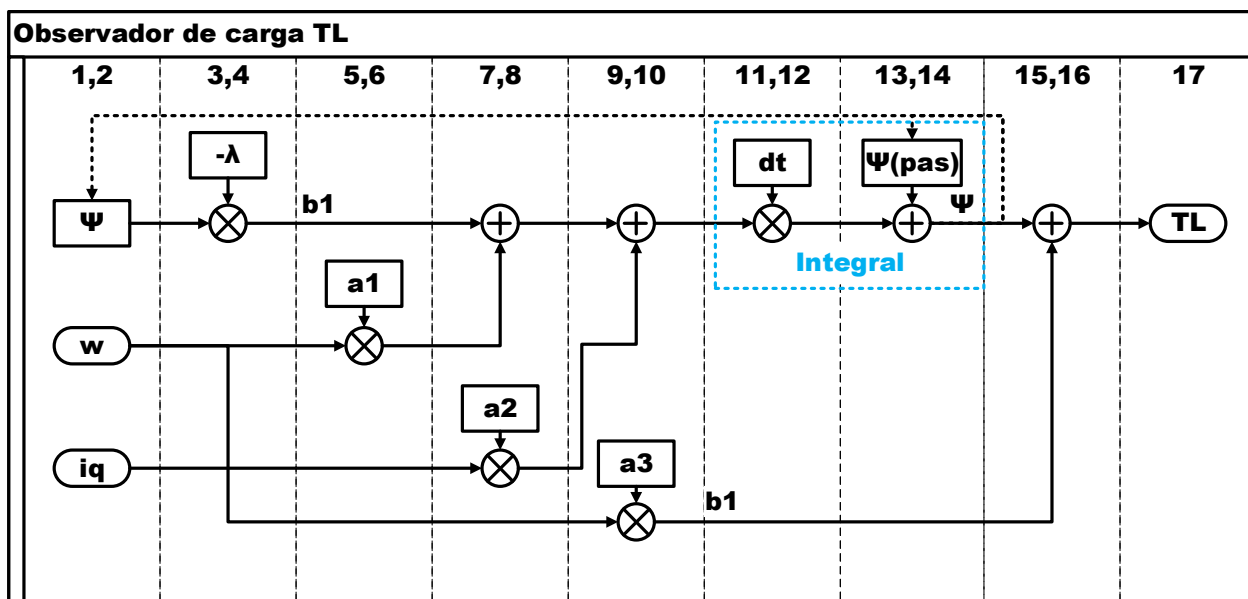 Observador de carga TL
1,2 3,4 5,6 7,8 9,10 11,12 13,14 15,16 17
-λ dt Ψ(pas)
Ψ b1 Ψ TL
Integral
a1
w
a2
iq a3
b1